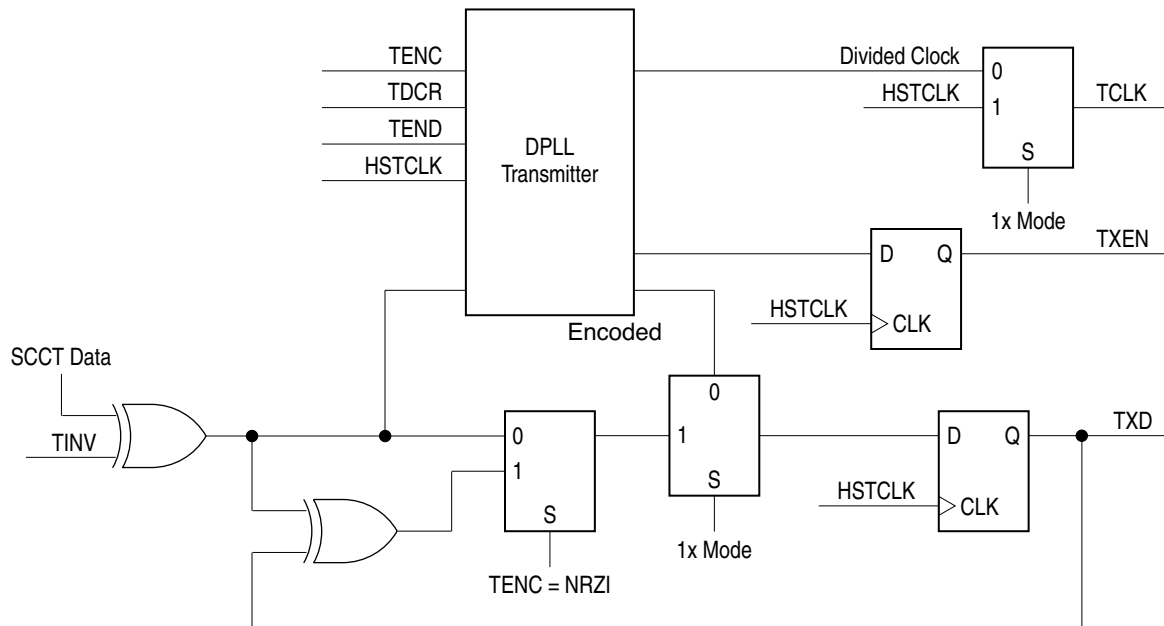 TENC
TDCR
TEND
HSTCLK
DPLL
Transmitter
Divided Clock
HSTCLK
0
1
S
TCLK
1x Mode
D
Q
TXEN
HSTCLK
CLK
Encoded
SCCT Data
TINV
0
1
S
TENC = NRZI
0
1
S
1x Mode
D
Q
TXD
HSTCLK
CLK